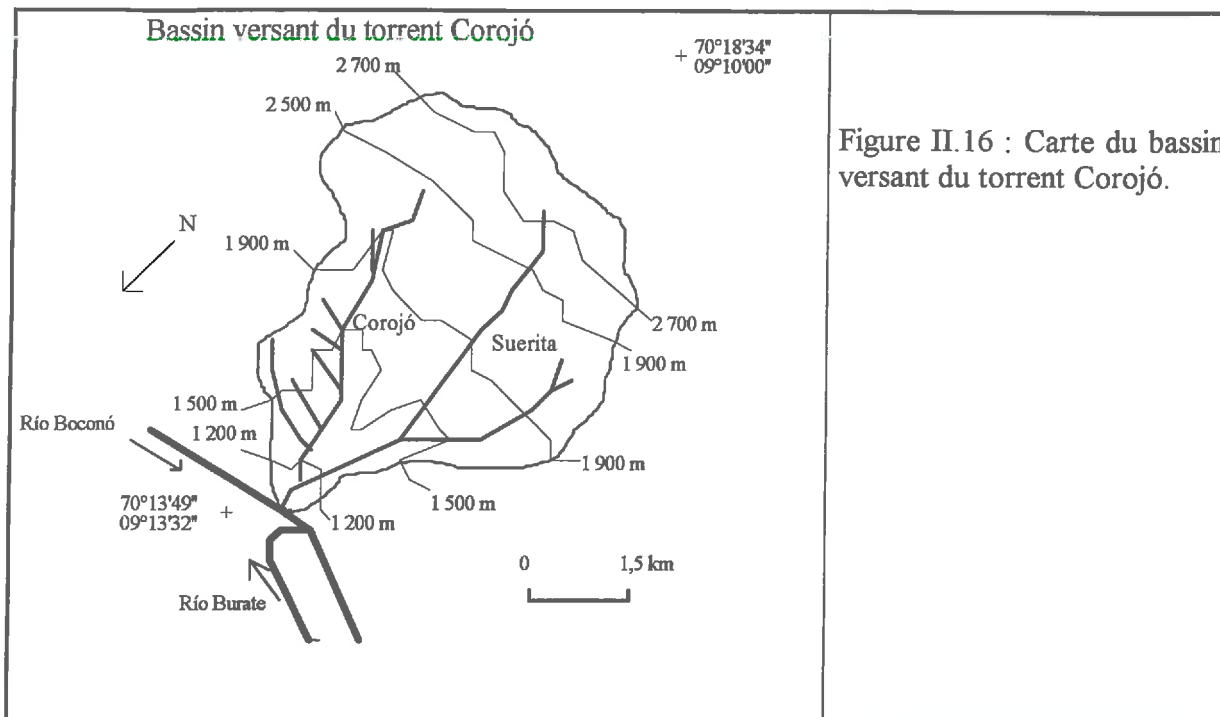 Bassin versant du torrent Corojó
70°18'34"
09°10'00"
2 700 m
2 500 m
Figure II.16 : Carte du bassin
versant du torrent Corojó.
N
1 900 m
Corojó
2 700 m
Suerita
1 900 m
1 500 m
Río Boconó
1 200 m
1 900 m
70°13'49"
09°13'32"
1 500 m
1 200 m
0
1,5 km
Río Burate